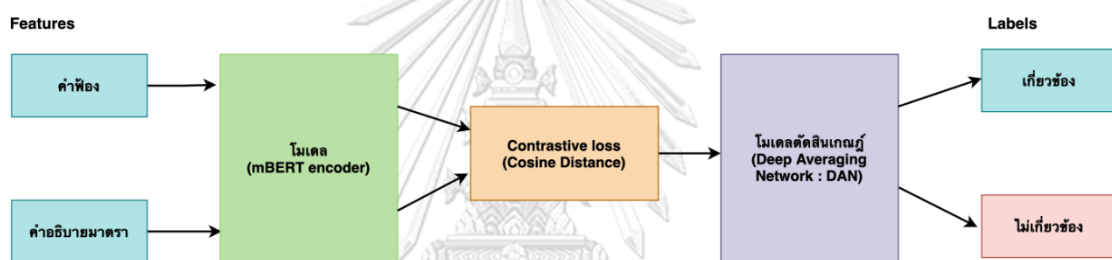 Features
Labels
คำฟ้อง
คำอธิบายมาตรา
โมเดล
(mBERT encoder)
Contrastive loss
(Cosine Distance)
โมเดลตัดสินเกณฎ์
(Deep Averaging
Network : DAN)
เกี่ยวข้อง
ไม่เกี่ยวข้อง